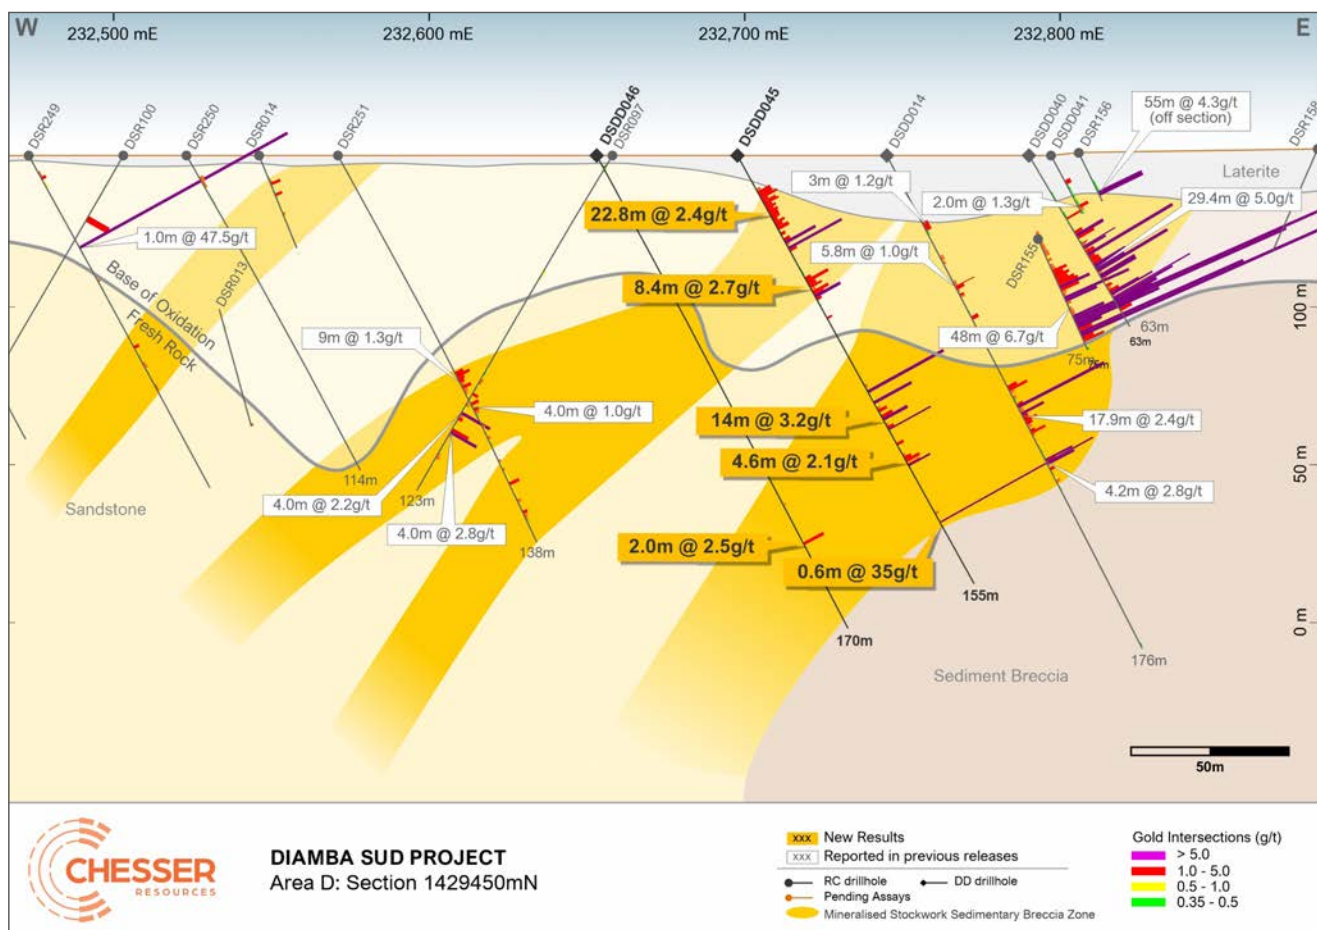 W
232,500 mE
232,600 mE
232,700 mE
232,800 mE
E
DSR249
DSR100
DSR250
DSR014
DSR251
DSDD046
DSR097
DSDD045
DSDD014
DSDD040
DSDD041
DSR156
DSR158
55m @ 4.3g/t
(off section)
Laterite
3m @ 1.2g/t
2.0m @ 1.3g/t
29.4m @ 5.0g/t
22.8m @ 2.4g/t
1.0m @ 47.5g/t
5.8m @ 1.0g/t
DSR155
Base of Oxidation
Fresh Rock
DSR013
8.4m @ 2.7g/t
100 m
9m @ 1.3g/t
48m @ 6.7g/t
63m
63m
75m
75m
4.0m @ 1.0g/t
14m @ 3.2g/t
17.9m @ 2.4g/t
4.6m @ 2.1g/t
50 m
114m
123m
4.0m @ 2.2g/t
4.2m @ 2.8g/t
Sandstone
4.0m @ 2.8g/t
138m
2.0m @ 2.5g/t
0.6m @ 35g/t
155m
170m
0 m
176m
Sediment Breccia
50m
CHESSER
RESOURCES
DIAMBA SUD PROJECT
Area D: Section 1429450mN
xxx New Results
xxx Reported in previous releases
RC drillhole
DD drillhole
Pending Assays
Mineralised Stockwork Sedimentary Breccia Zone
Gold Intersections (g/t)
> 5.0
1.0 - 5.0
0.5 - 1.0
0.35 - 0.5